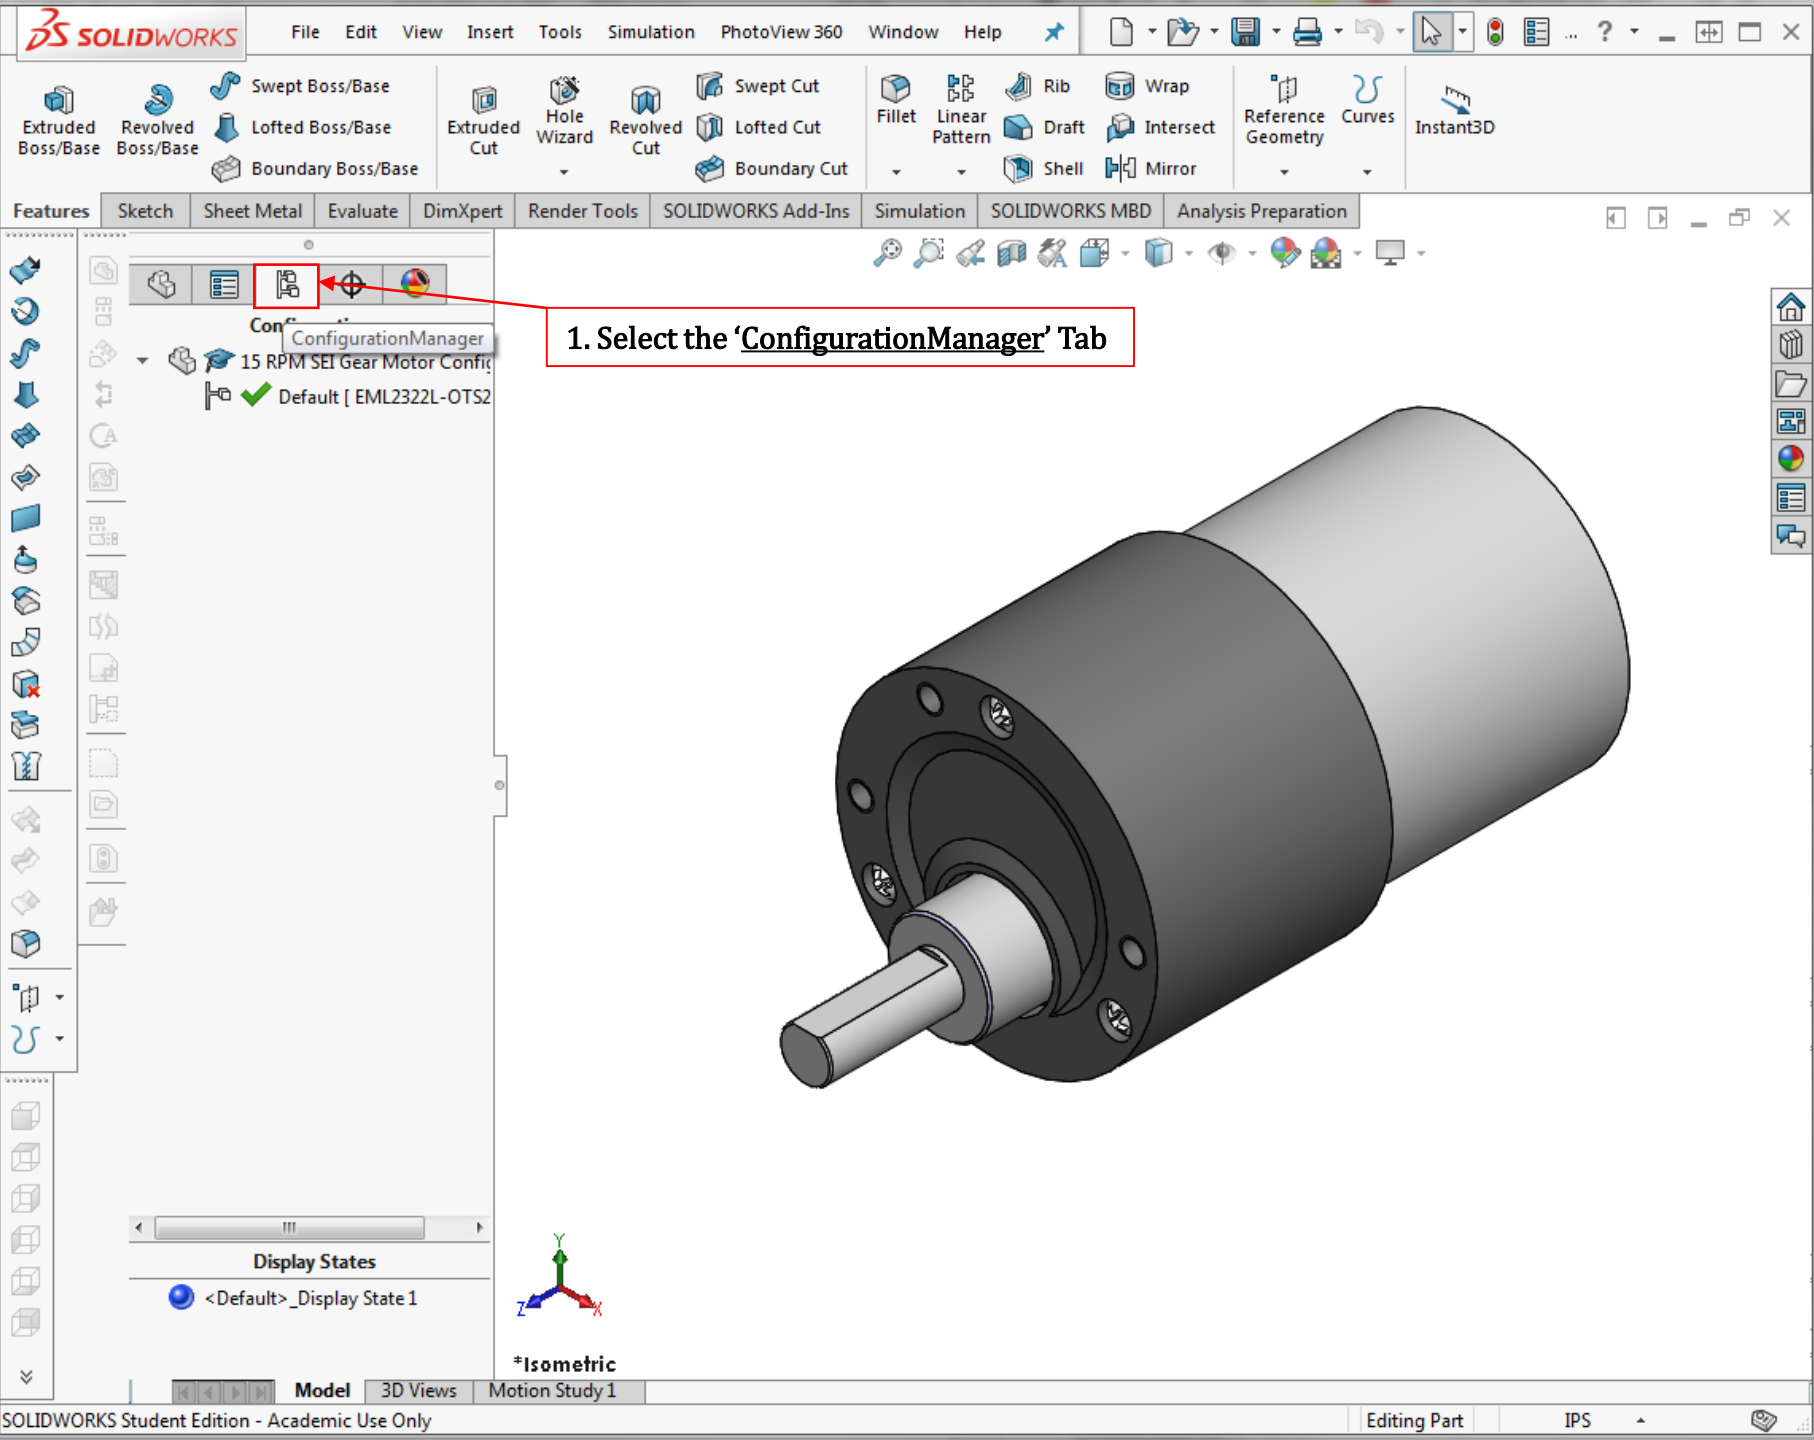 SOLIDWORKS File Edit View Insert Tools Simulation PhotoView 360 Window Help ... ?
Extruded Boss/Base
Revolved Boss/Base
Swept Boss/Base
Lofted Boss/Base
Boundary Boss/Base
Extruded Cut
Hole Wizard
Revolved Cut
Swept Cut
Lofted Cut
Boundary Cut
Fillet
Linear Pattern
Rib
Draft
Shell
Wrap
Intersect
Mirror
Reference Geometry
Curves
Instant3D
Features Sketch Sheet Metal Evaluate DimXpert Render Tools SOLIDWORKS Add-Ins Simulation SOLIDWORKS MBD Analysis Preparation
ConfigurationManager
1. Select the ‘ConfigurationManager’ Tab
15 RPM SEI Gear Motor Config
Default [ EML2322L-OTS2
Display States
<Default>_Display State 1
Y
Z
X
*Isometric
Model 3D Views Motion Study 1
SOLIDWORKS Student Edition - Academic Use Only
Editing Part IPS